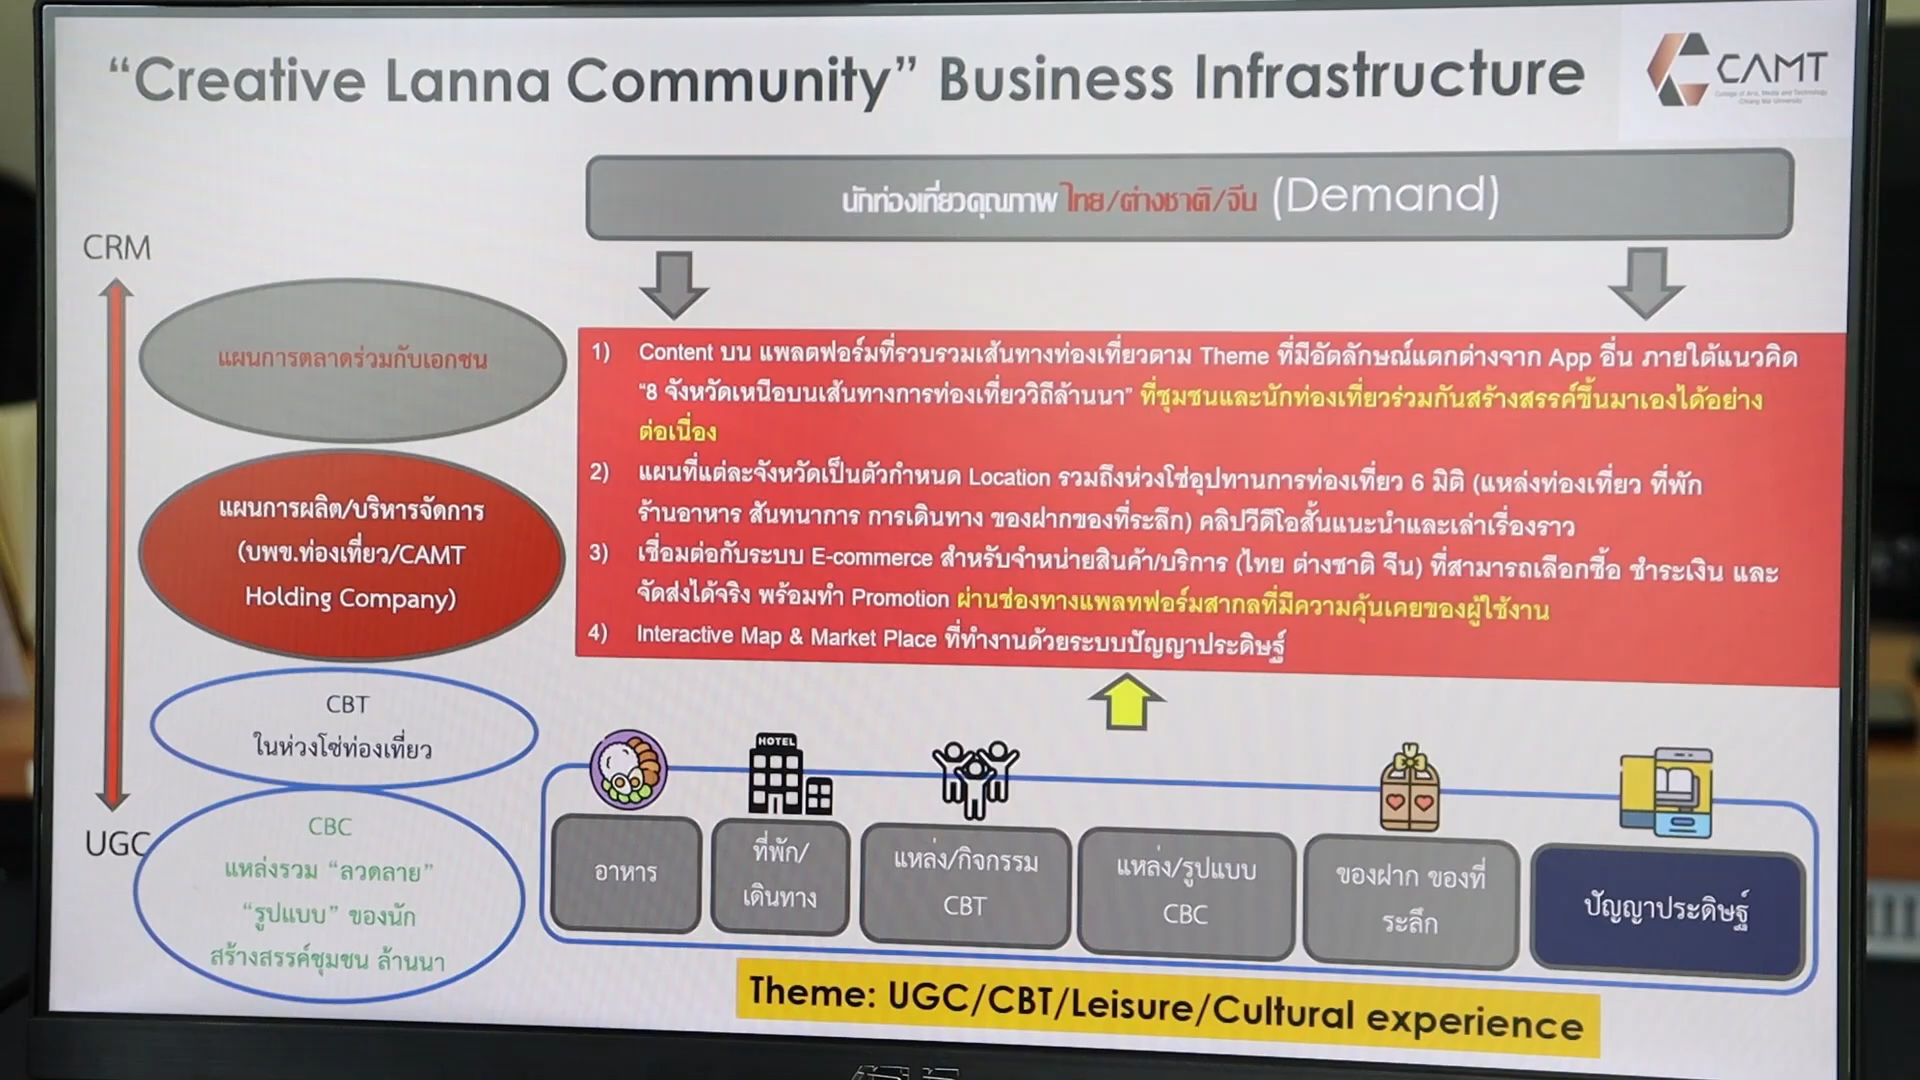 “Creative Lanna Community” Business Infrastructure
CAMT
College of Arts, Media and Technology
Chiang Mai University
นักท่องเที่ยวคุณภาพ ไทย/ต่างชาติ/จีน (Demand)
CRM
แผนการตลาดร่วมกับเอกชน
แผนการผลิต/บริหารจัดการ
(บพข.ท่องเที่ยว/CAMT
Holding Company)
CBT
ในห่วงโซ่ท่องเที่ยว
UGC
CBC
แหล่งรวม “ลวดลาย”
“รูปแบบ” ของนัก
สร้างสรรค์ชุมชน ล้านนา
1) Content บน แพลตฟอร์มที่รวบรวมเส้นทางท่องเที่ยวตาม Theme ที่มีอัตลักษณ์แตกต่างจาก App อื่น ภายใต้แนวคิด
“8 จังหวัดเหนือบนเส้นทางการท่องเที่ยววิถีล้านนา” ที่ชุมชนและนักท่องเที่ยวร่วมกันสร้างสรรค์ขึ้นมาเองได้อย่าง
ต่อเนื่อง
2) แผนที่แต่ละจังหวัดเป็นตัวกำหนด Location รวมถึงห่วงโซ่อุปทานการท่องเที่ยว 6 มิติ (แหล่งท่องเที่ยว ที่พัก
ร้านอาหาร สันทนาการ การเดินทาง ของฝากของที่ระลึก) คลิปวีดีโอสั้นแนะนำและเล่าเรื่องราว
3) เชื่อมต่อกับระบบ E-commerce สำหรับจำหน่ายสินค้า/บริการ (ไทย ต่างชาติ จีน) ที่สามารถเลือกซื้อ ชำระเงิน และ
จัดส่งได้จริง พร้อมทำ Promotion ผ่านช่องทางแพลทฟอร์มสากลที่มีความคุ้นเคยของผู้ใช้งาน
4) Interactive Map & Market Place ที่ทำงานด้วยระบบปัญญาประดิษฐ์
HOTEL
อาหาร
ที่พัก/
เดินทาง
แหล่ง/กิจกรรม
CBT
แหล่ง/รูปแบบ
CBC
ของฝาก ของที่
ระลึก
ปัญญาประดิษฐ์
Theme: UGC/CBT/Leisure/Cultural experience